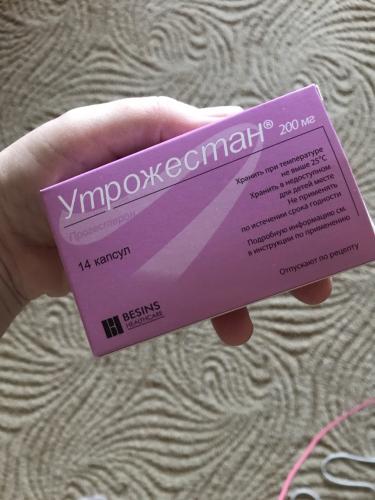 Утрожестан® 200 мг
Прогестерон
14 капсул
Хранить при температуре
не выше 25°С
Хранить в недоступном
для детей месте
Не применять
по истечении срока годности
Подробную информацию см.
в инструкции по применению
Отпускают по рецепту
BESINS
HEALTHCARE